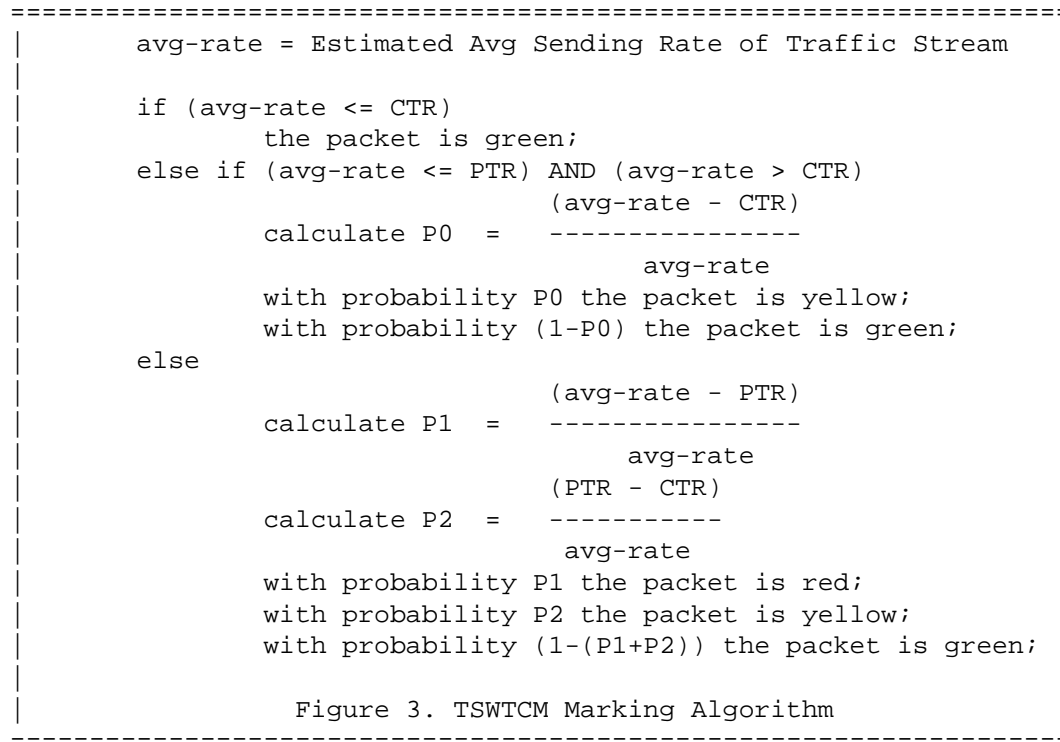 ====================================================================
|       avg-rate = Estimated Avg Sending Rate of Traffic Stream
|
|       if (avg-rate <= CTR)
|               the packet is green;
|       else if (avg-rate <= PTR) AND (avg-rate > CTR)
|                                 (avg-rate - CTR)
|               calculate P0  =   ----------------
|                                       avg-rate
|               with probability P0 the packet is yellow;
|               with probability (1-P0) the packet is green;
|       else
|                                 (avg-rate - PTR)
|               calculate P1  =   ----------------
|                                      avg-rate
|                                 (PTR - CTR)
|               calculate P2  =   -----------
|                                  avg-rate
|               with probability P1 the packet is red;
|               with probability P2 the packet is yellow;
|               with probability (1-(P1+P2)) the packet is green;
|
|                 Figure 3. TSWTCM Marking Algorithm
--------------------------------------------------------------------